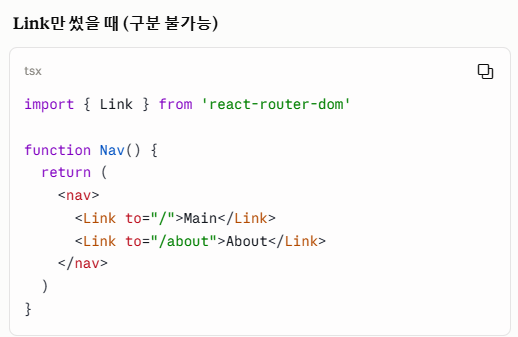 Link만 썼을 때 (구분 불가능)
tsx
import { Link } from 'react-router-dom'

function Nav() {
  return (
    <nav>
      <Link to="/">Main</Link>
      <Link to="/about">About</Link>
    </nav>
  )
}